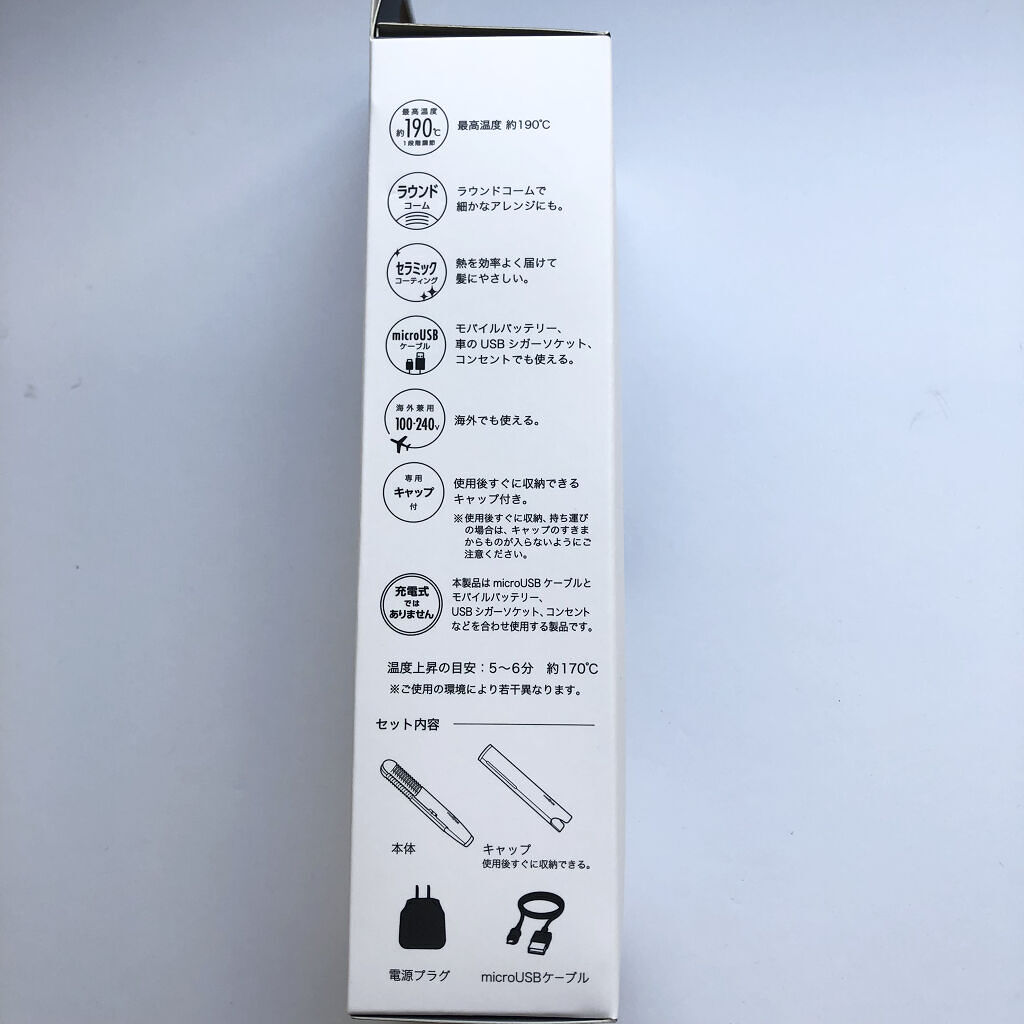 最高温度
約190℃
1段階調節
最高温度 約190℃
ラウンド
コーム
ラウンドコームで
細かなアレンジにも。
セラミック
コーティング
熱を効率よく届けて
髪にやさしい。
microUSB
ケーブル
モバイルバッテリー、
車の USB シガーソケット、
コンセントでも使える。
海外兼用
100-240V
海外でも使える。
専用
キャップ
付
使用後すぐに収納できる
キャップ付き。
※使用後すぐに収納、持ち運び
の場合は、キャップのすきま
からものが入らないようにご
注意ください。
充電式
では
ありません
本製品は microUSB ケーブルと
モバイルバッテリー、
USB シガーソケット、コンセント
などを合わせ使用する製品です。
温度上昇の目安：5～6分 約170℃
※ご使用の環境により若干異なります。
セット内容
本体
キャップ
使用後すぐに収納できる。
電源プラグ
microUSBケーブル